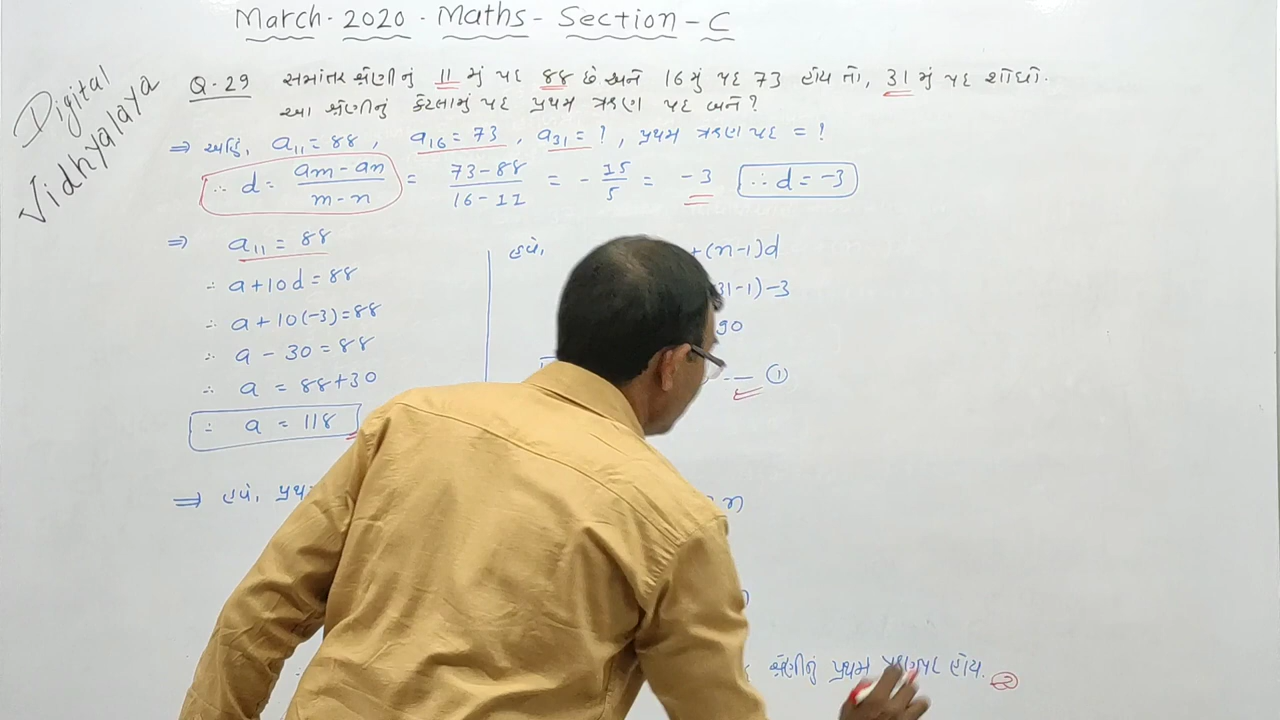 March - 2020 - Maths - Section - C
Digital
Vidhyalaya
Q-29 સમાંતર શ્રેણીનું 11 મું પદ 88 છે અને 16 મું પદ 73 હોય તો, 31 મું પદ શોધો.
આ શ્રેણીનું કેટલામું પદ પ્રથમ ઋણ પદ બને ?
⇒ અહિં, a₁₁ = 88, a₁₆ = 73, a₃₁ = ?, પ્રથમ ઋણ પદ = ?
∴ d = am - an / m - n = 73 - 88 / 16 - 11 = - 15/5 = -3 ∴ d = -3
⇒ a₁₁ = 88
∴ a + 10d = 88
∴ a + 10(-3) = 88
∴ a - 30 = 88
∴ a = 88 + 30
∴ a = 118
હવે,
+ (n-1)d
31-1) -3
90
-- ①
⇒ હવે, પ્રથમ
n
શ્રેણીનું પ્રથમ ઋણપદ હોય. ②